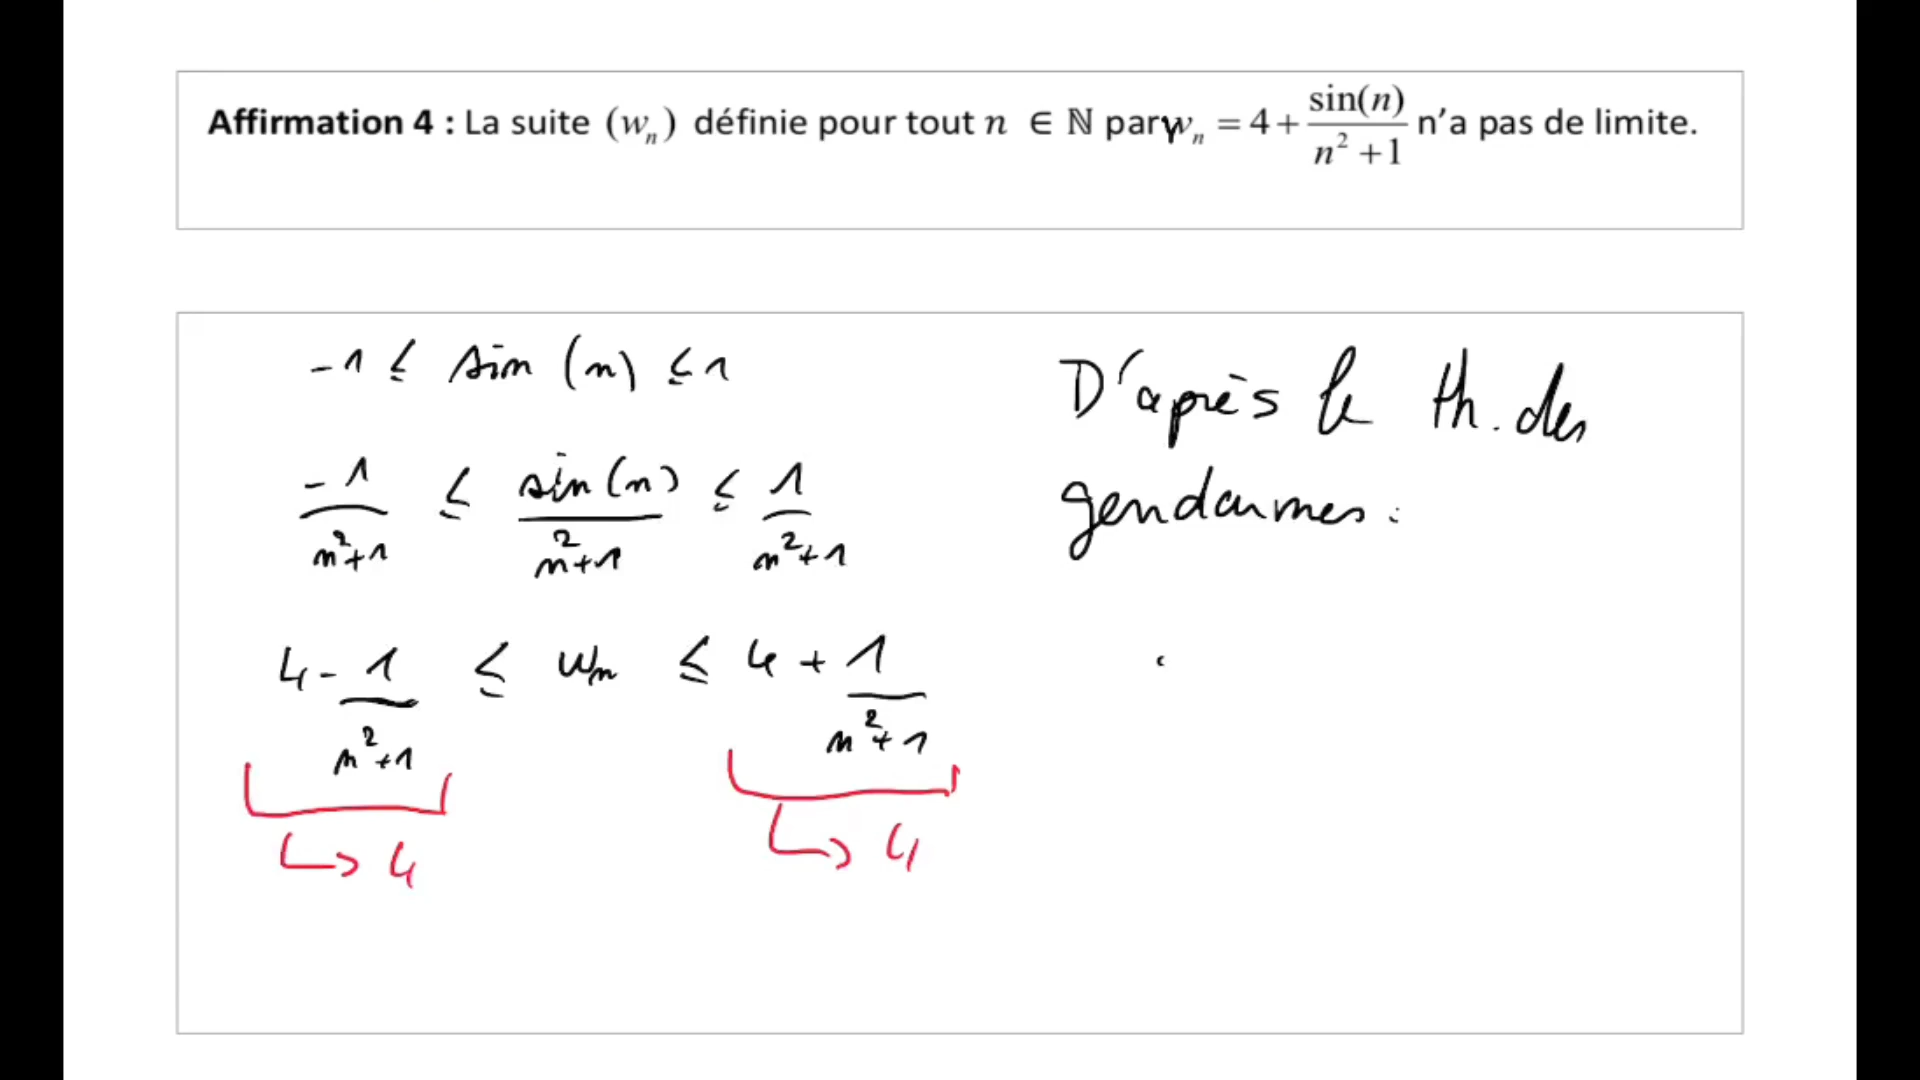 Affirmation 4 : La suite (wₙ) définie pour tout n ∈ ℕ par wₙ = 4 + sin(n)/(n² + 1) n'a pas de limite.
-1 ≤ sin (n) ≤ 1
-1/(n²+1) ≤ sin(n)/(n²+1) ≤ 1/(n²+1)
4 - 1/(n²+1) ≤ wₙ ≤ 4 + 1/(n²+1)
↳ 4
↳ 4
D'après le th. des
gendarmes :